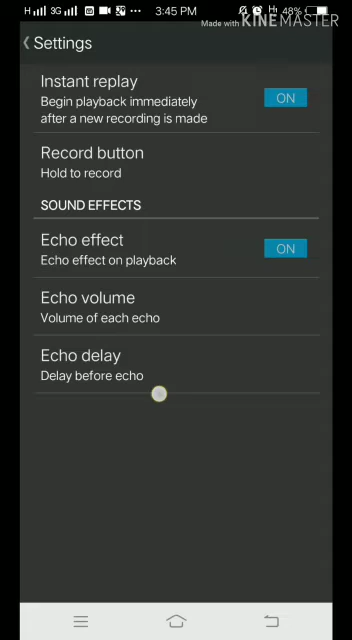 H 3G 3:45 PM 48%
Made with KINEMASTER
Settings
Instant replay
Begin playback immediately
after a new recording is made
ON
Record button
Hold to record
SOUND EFFECTS
Echo effect
Echo effect on playback
ON
Echo volume
Volume of each echo
Echo delay
Delay before echo